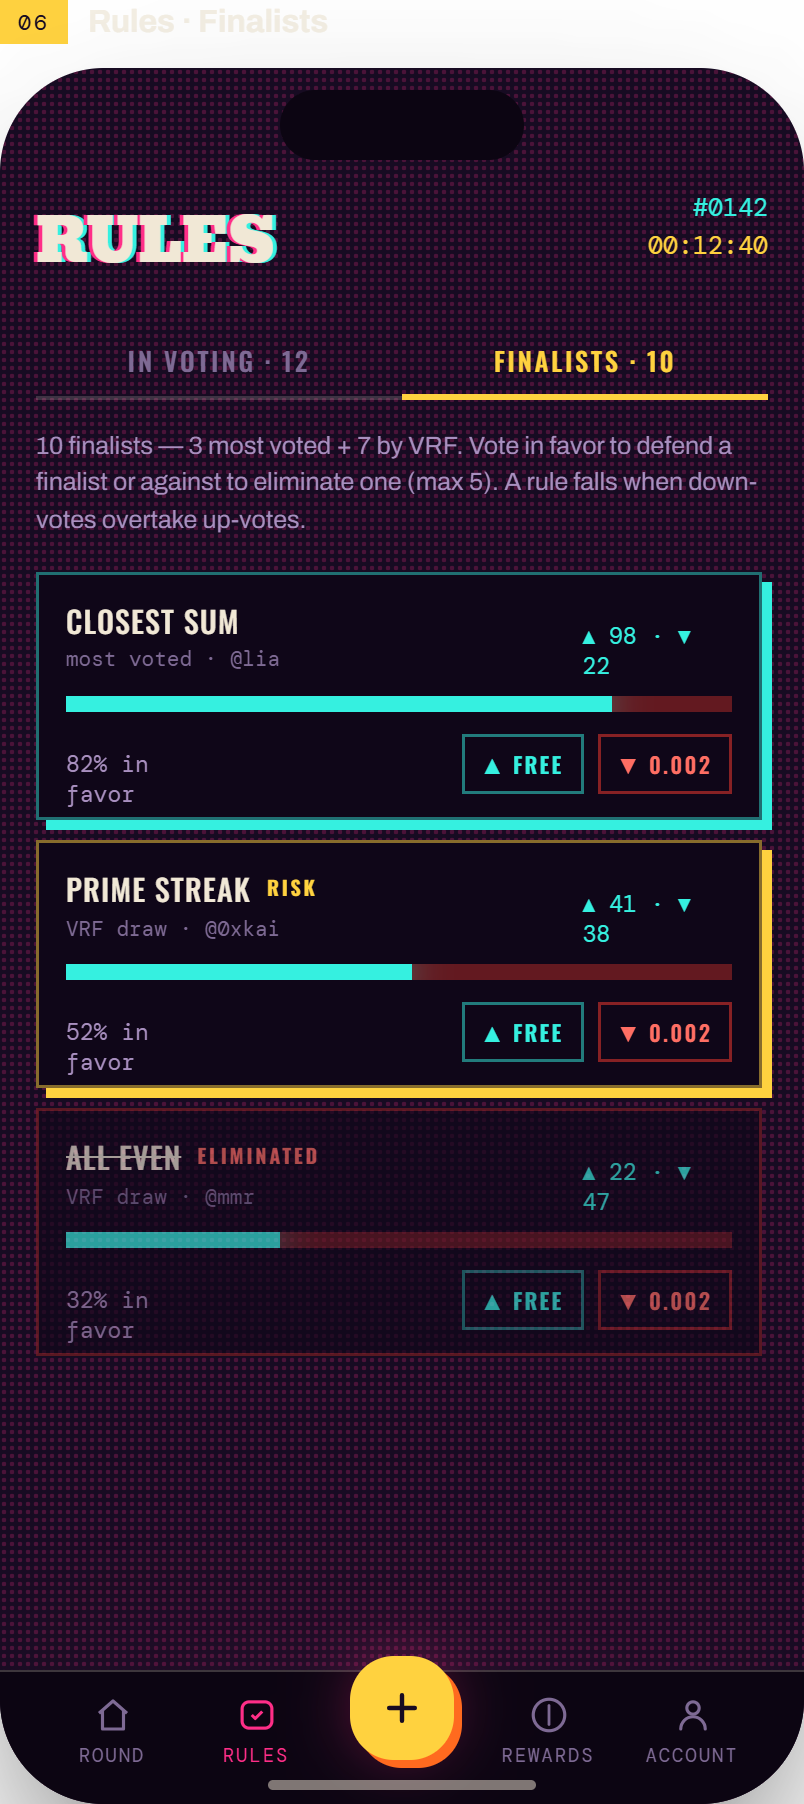 06 Rules · Finalists
RULES
#0142
00:12:40
IN VOTING · 12
FINALISTS · 10
10 finalists — 3 most voted + 7 by VRF. Vote in favor to defend a
finalist or against to eliminate one (max 5). A rule falls when down-
votes overtake up-votes.
CLOSEST SUM
most voted · @lia
▲ 98 · ▼
22
82% in
favor
▲ FREE
▼ 0.002
PRIME STREAK RISK
VRF draw · @0xkai
▲ 41 · ▼
38
52% in
favor
▲ FREE
▼ 0.002
ALL EVEN ELIMINATED
VRF draw · @mmr
▲ 22 · ▼
47
32% in
favor
▲ FREE
▼ 0.002
+
ROUND
RULES
REWARDS
ACCOUNT